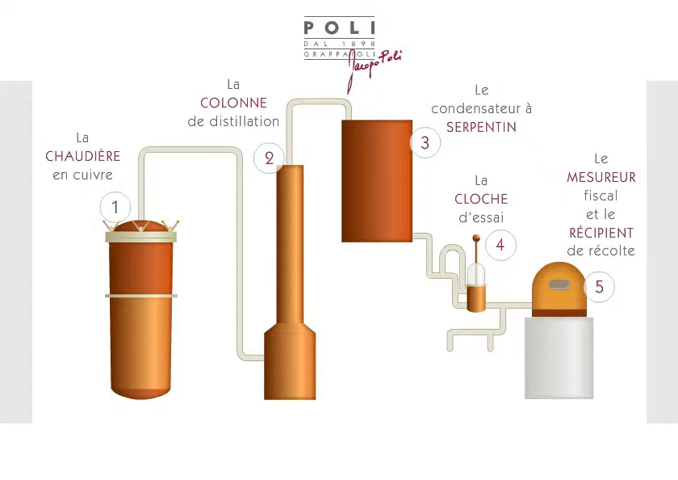 POLI
DAL 1898
GRAPPAIOLI
Jacopo Poli
La
COLONNE
de distillation
Le
condensateur à
SERPENTIN
La
CHAUDIÈRE
en cuivre
2
3
Le
MESUREUR
fiscal
et le
RÉCIPIENT
de récolte
La
CLOCHE
d'essai
1
4
5